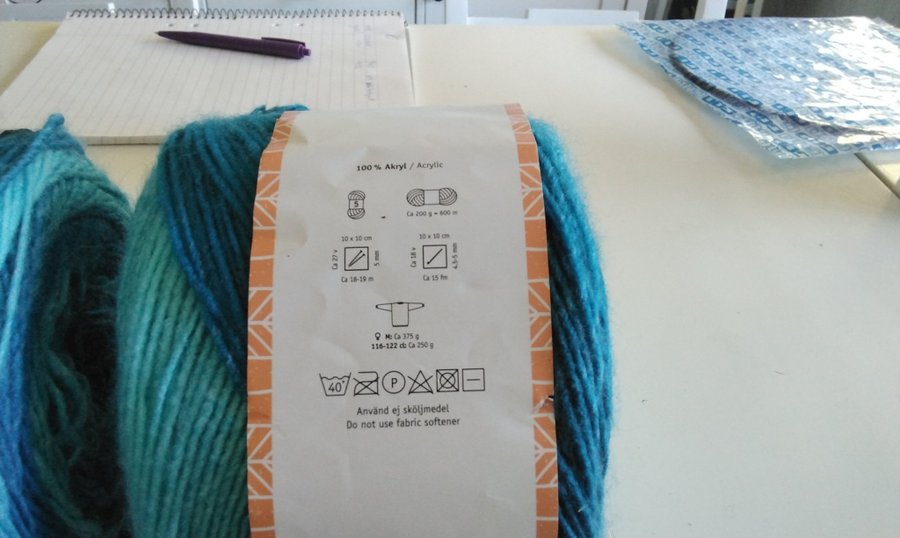 100% Akryl / Acrylic
5
Ca 200 g = 600 m
10 x 10 cm
Ca 27 v
5 mm
Ca 18-19 m
10 x 10 cm
Ca 18 v
4,5-5 mm
Ca 15 fm
M: Ca 375 g
116-122 cl: Ca 250 g
40°
P
Använd ej sköljmedel
Do not use fabric softener